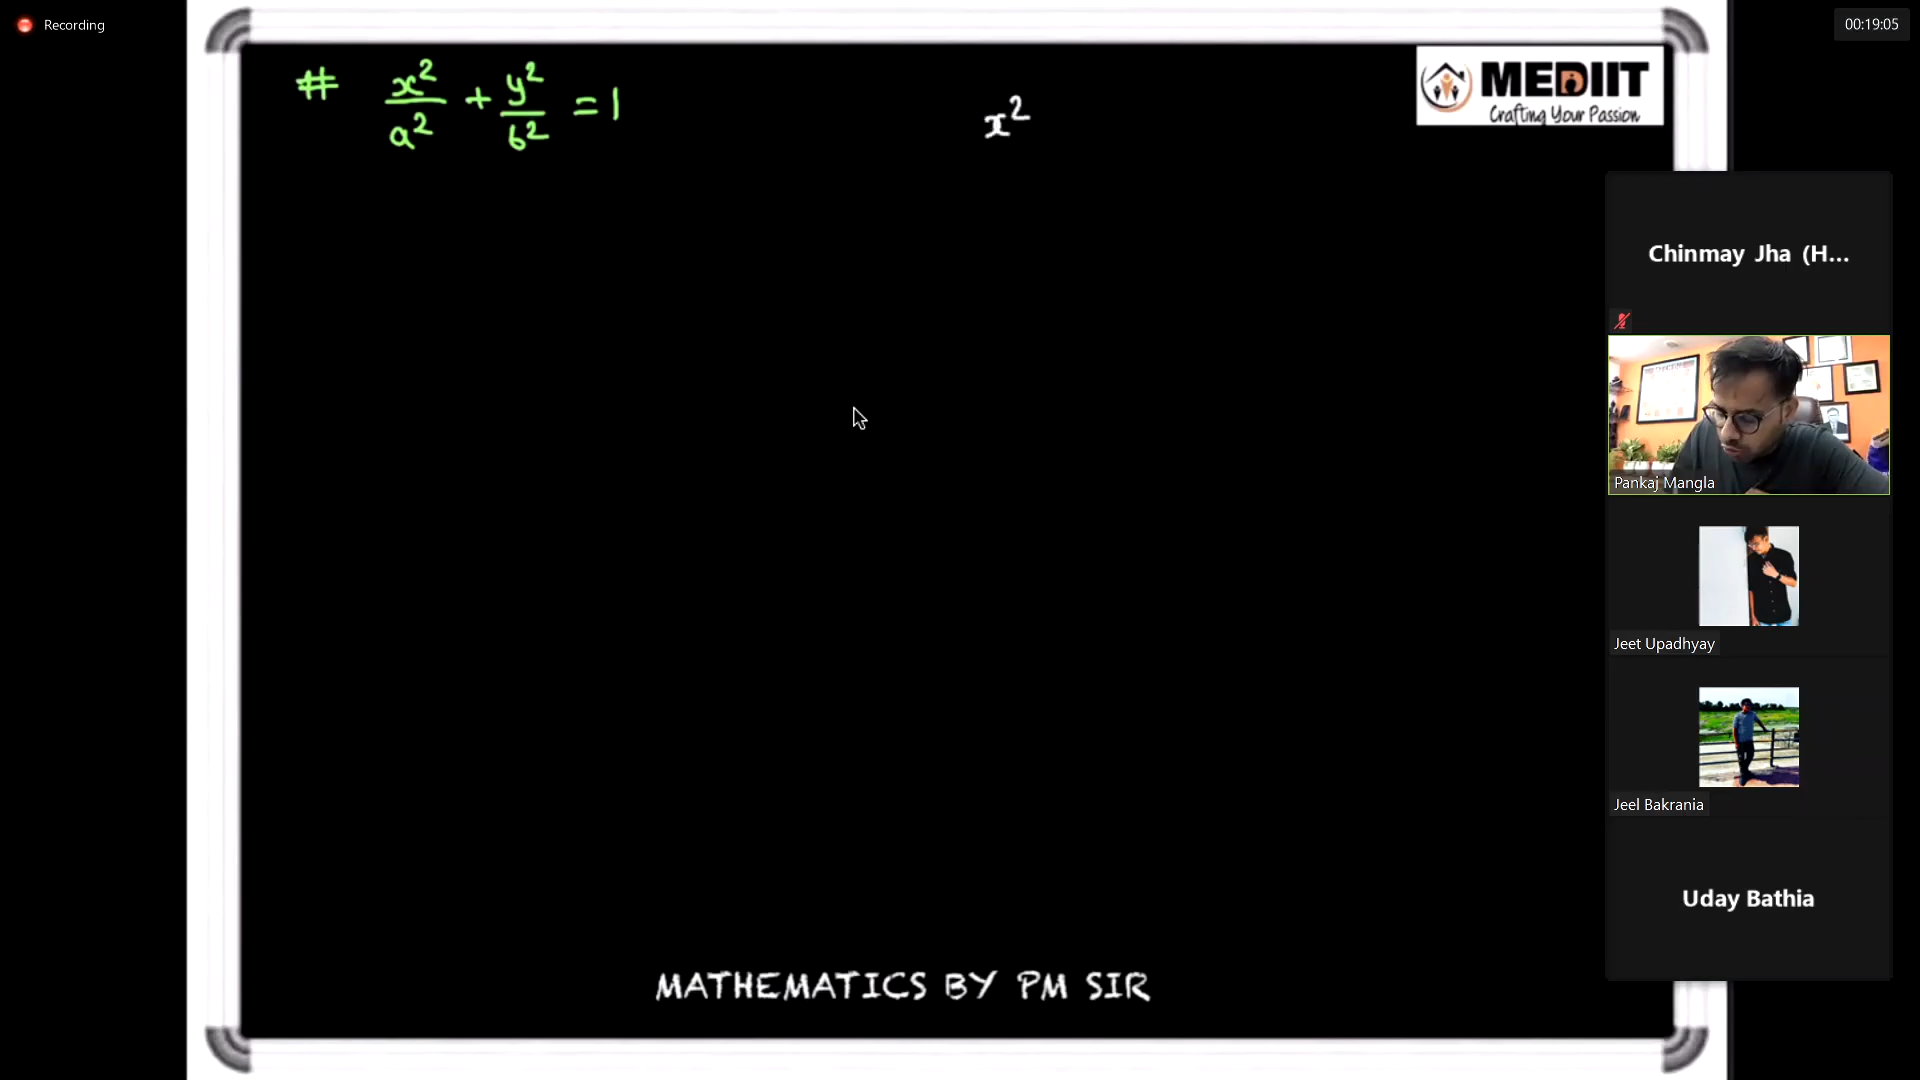 Recording
00:19:05
# x²/a² + y²/b² = 1
x²
MEDIIT
Crafting Your Passion
Chinmay Jha (H...
Pankaj Mangla
Jeet Upadhyay
Jeel Bakrania
Uday Bathia
MATHEMATICS BY PM SIR